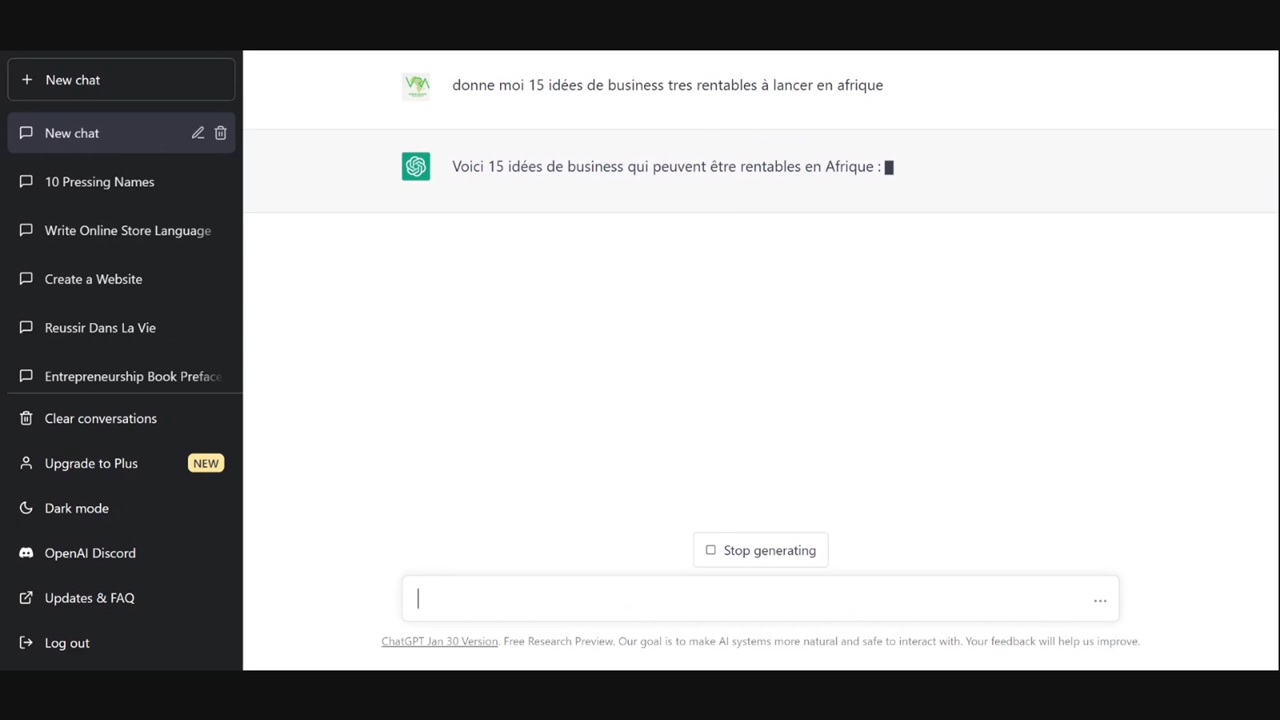 New chat
New chat
10 Pressing Names
Write Online Store Language
Create a Website
Reussir Dans La Vie
Entrepreneurship Book Preface
Clear conversations
Upgrade to Plus NEW
Dark mode
OpenAI Discord
Updates & FAQ
Log out
donne moi 15 idées de business tres rentables à lancer en afrique
Voici 15 idées de business qui peuvent être rentables en Afrique :
Stop generating
ChatGPT Jan 30 Version. Free Research Preview. Our goal is to make AI systems more natural and safe to interact with. Your feedback will help us improve.